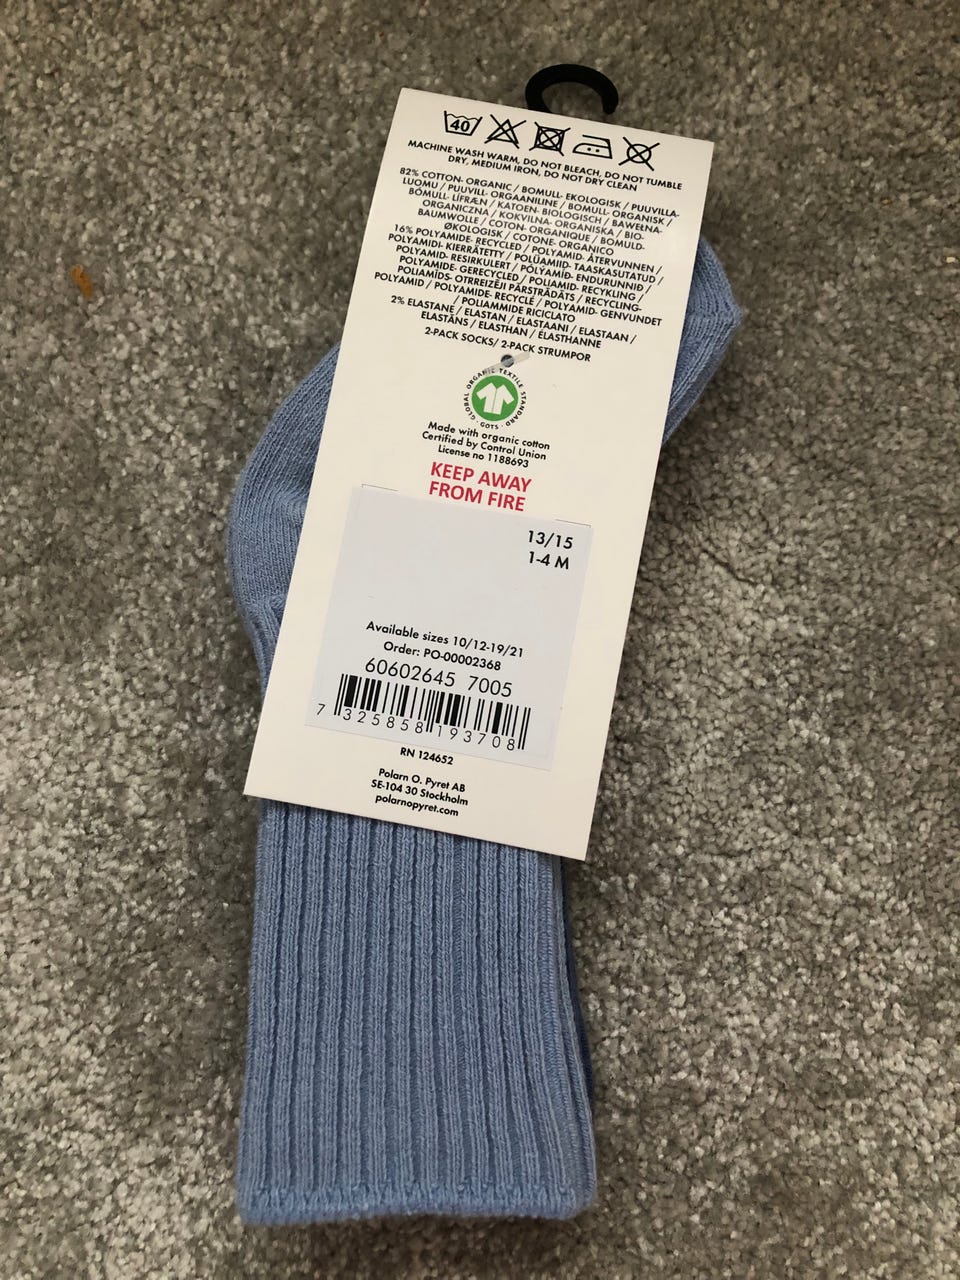 40
MACHINE WASH WARM, DO NOT BLEACH, DO NOT TUMBLE
DRY, MEDIUM IRON, DO NOT DRY CLEAN
82% COTTON- ORGANIC / BOMULL- EKOLOGISK / PUUVILLA-
LUOMU / PUUVILL- ORGAANILINE / BOMULL- ORGANISK /
BÓMULL- LÍFRÆN / KATOEN- BIOLOGISCH / BAWEŁNA-
ORGANICZNA / KOKVILNA- ORGANISKA / BIO-
BAUMWOLLE / COTON- ORGANIQUE / BOMULD-
ØKOLOGISK / COTONE- ORGANICO
16% POLYAMIDE- RECYCLED / POLYAMID- ÅTERVUNNEN /
POLYAMIDI- KIERRÄTETTY / POLÜAMIID- TAASKASUTATUD /
POLYAMID- RESIRKULERT / PÓLÝAMÍÐ- ENDURUNNIÐ /
POLYAMIDE- GERECYCLED / POLIAMID- RECYKLING /
POLIAMĪDS- OTRREIZĒJI PĀRSTRĀDĀTS / RECYCLING-
POLYAMID / POLYAMIDE- RECYCLÉ / POLYAMID- GENVUNDET
/ POLIAMMIDE RICICLATO
2% ELASTANE / ELASTAN / ELASTAANI / ELASTAAN /
ELASTĀNS / ELASTHAN / ÉLASTHANNE
2-PACK SOCKS/ 2-PACK STRUMPOR
GLOBAL ORGANIC TEXTILE STANDARD · GOTS ·
Made with organic cotton
Certified by Control Union
License no 1188693
KEEP AWAY
FROM FIRE
13/15
1-4 M
Available sizes 10/12-19/21
Order: PO-00002368
60602645 7005
7 325858 193708
RN 124652
Polarn O. Pyret AB
SE-104 30 Stockholm
polarnopyret.com